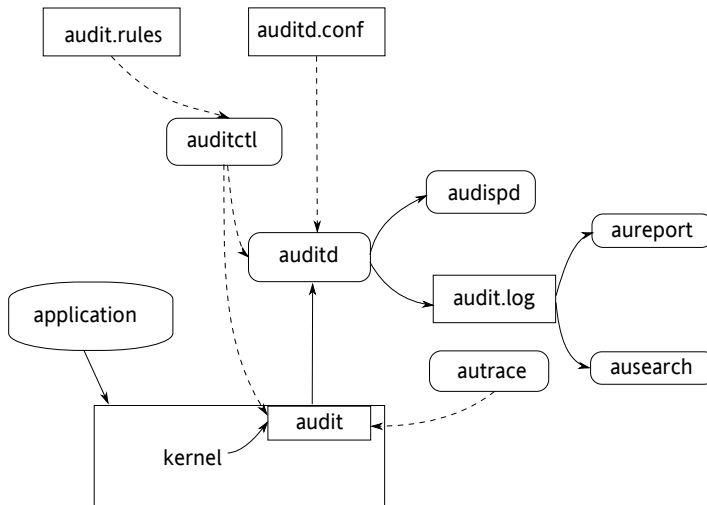 audit.rules
auditd.conf
auditctl
audispd
auditd
aureport
audit.log
application
autrace
ausearch
audit
kernel